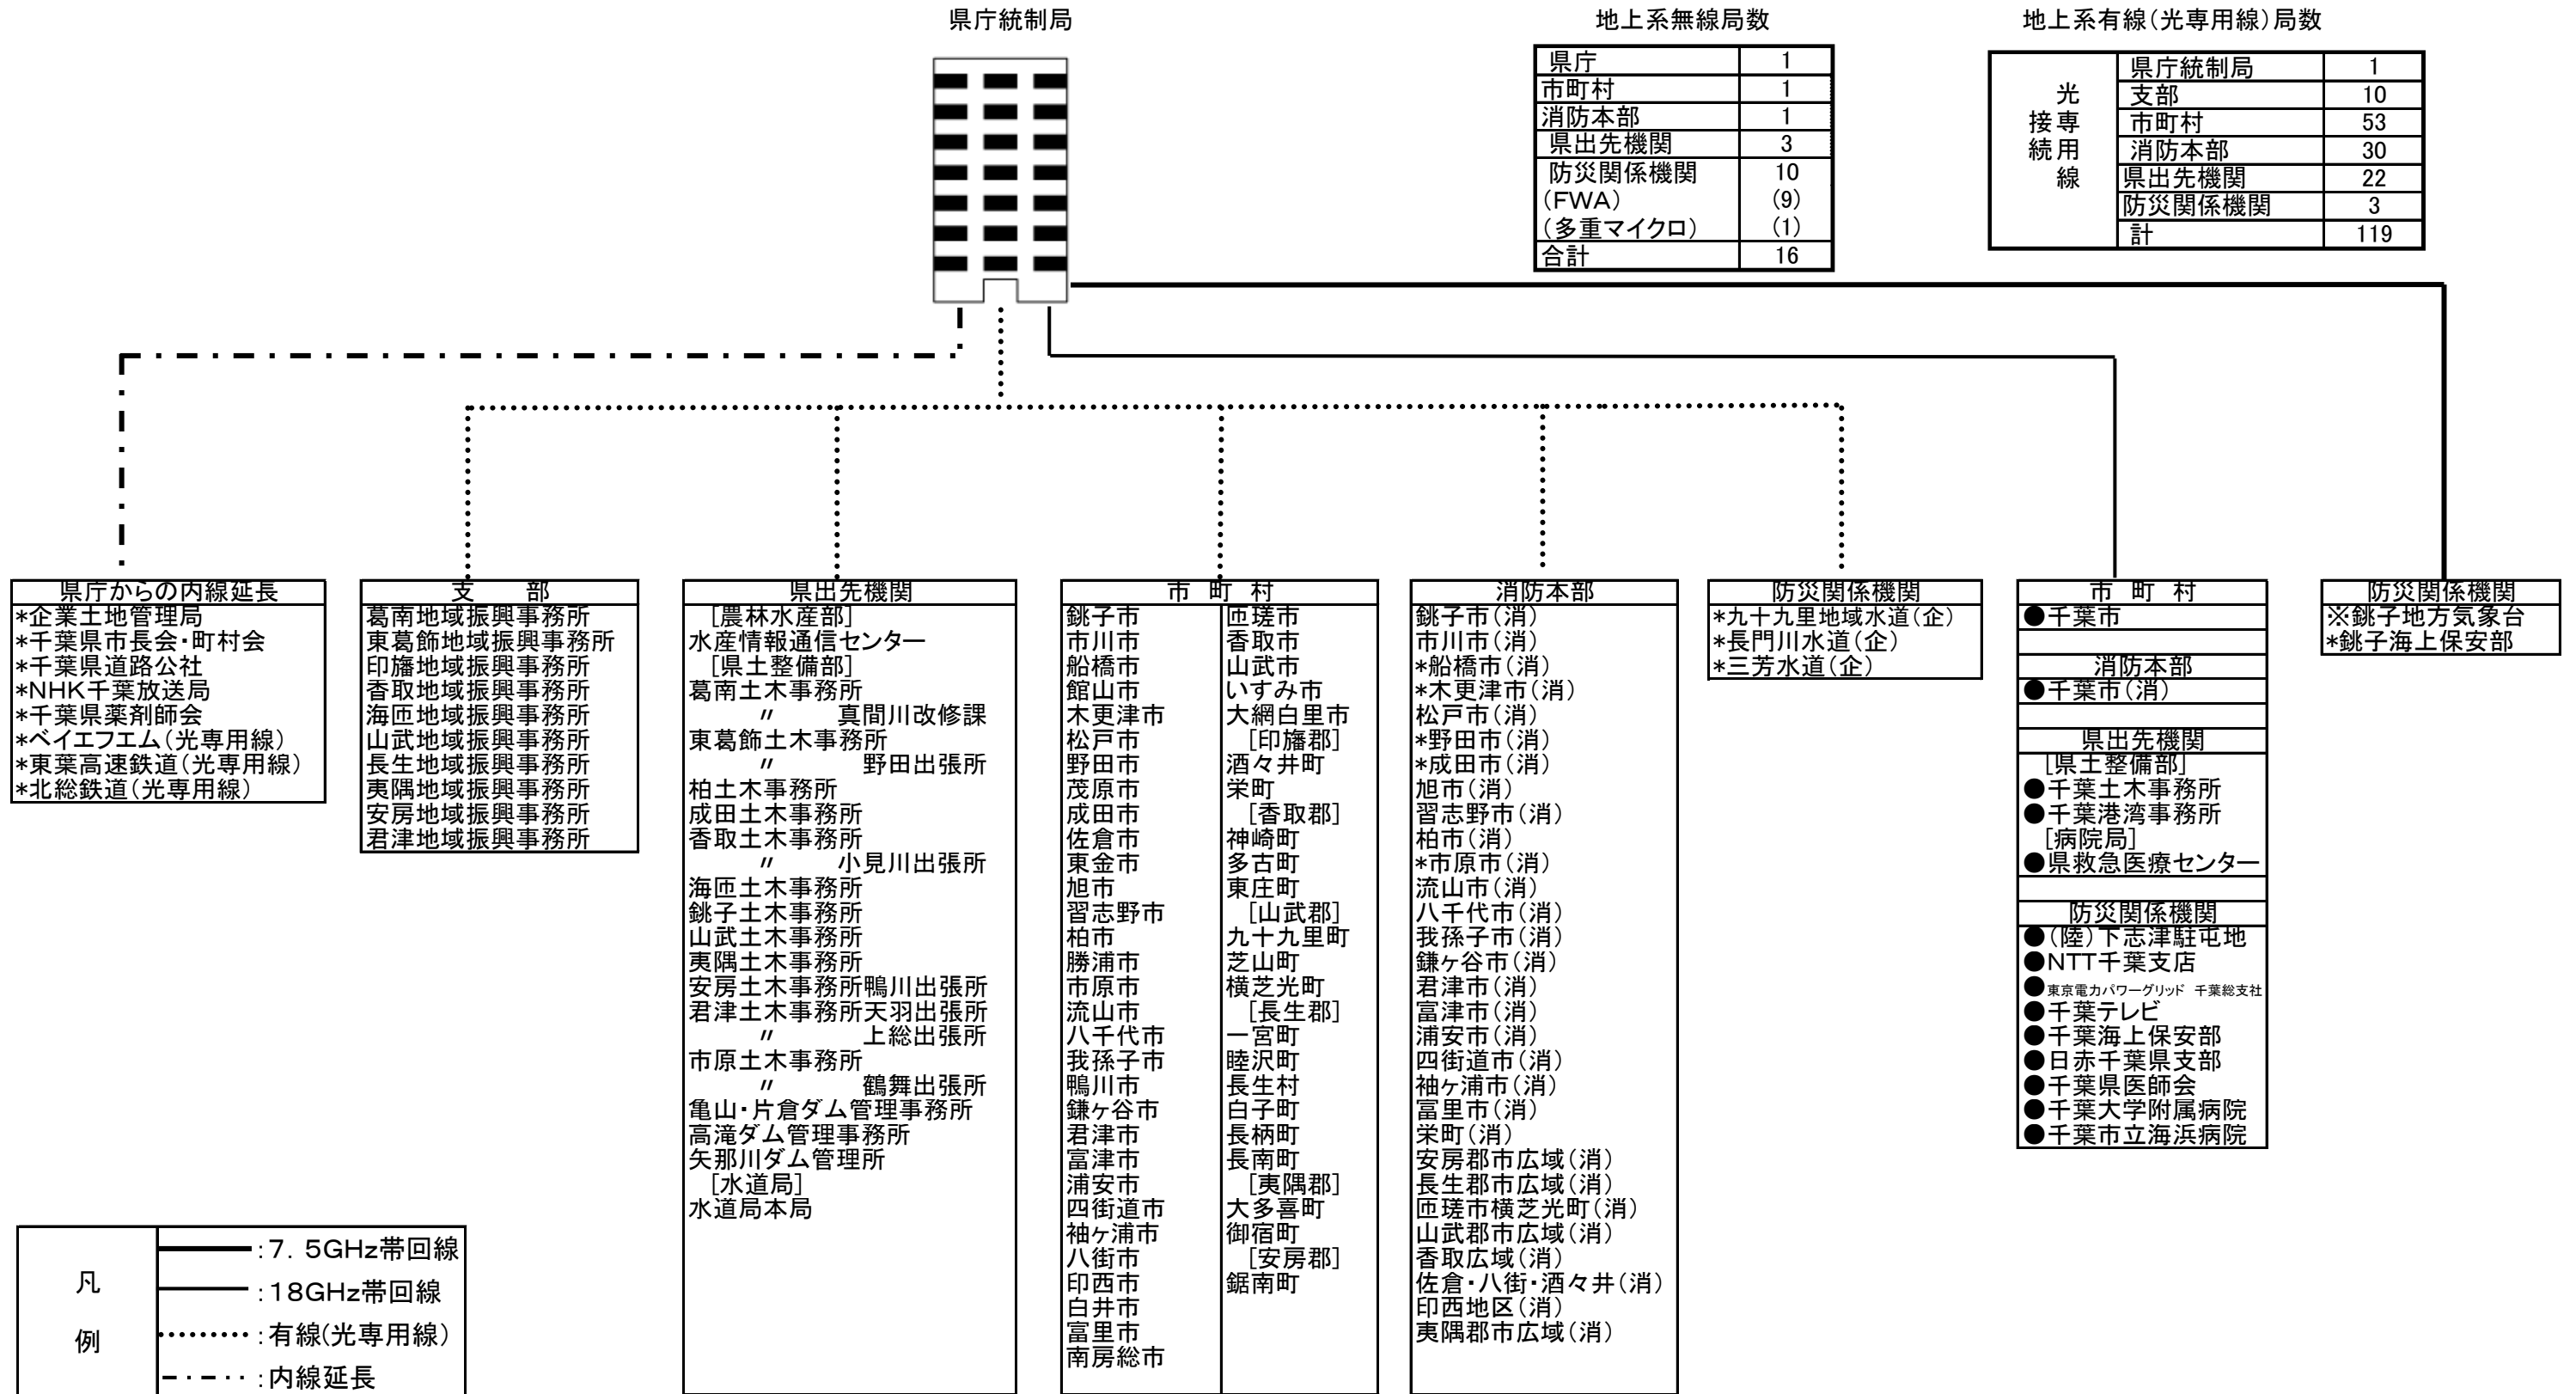 県庁統制局
地上系無線局数
県庁 1
市町村 1
消防本部 1
県出先機関 3
防災関係機関 10
(FWA) (9)
(多重マイクロ) (1)
合計 16
地上系有線(光専用線)局数
光専用線接続
県庁統制局 1
支部 10
市町村 53
消防本部 30
県出先機関 22
防災関係機関 3
計 119
県庁からの内線延長
*企業土地管理局
*千葉県市長会・町村会
*千葉県道路公社
*NHK千葉放送局
*千葉県薬剤師会
*ベイエフエム(光専用線)
*東葉高速鉄道(光専用線)
*北総鉄道(光専用線)
支 部
葛南地域振興事務所
東葛飾地域振興事務所
印旛地域振興事務所
香取地域振興事務所
海匝地域振興事務所
山武地域振興事務所
長生地域振興事務所
夷隅地域振興事務所
安房地域振興事務所
君津地域振興事務所
県出先機関
[農林水産部]
水産情報通信センター
[県土整備部]
葛南土木事務所
〃 真間川改修課
東葛飾土木事務所
〃 野田出張所
柏土木事務所
成田土木事務所
香取土木事務所
〃 小見川出張所
海匝土木事務所
銚子土木事務所
山武土木事務所
夷隅土木事務所
安房土木事務所鴨川出張所
君津土木事務所天羽出張所
〃 上総出張所
市原土木事務所
〃 鶴舞出張所
亀山・片倉ダム管理事務所
高滝ダム管理事務所
矢那川ダム管理所
[水道局]
水道局本局
市 町 村
銚子市
市川市
船橋市
館山市
木更津市
松戸市
野田市
茂原市
成田市
佐倉市
東金市
旭市
習志野市
柏市
勝浦市
市原市
流山市
八千代市
我孫子市
鴨川市
鎌ヶ谷市
君津市
富津市
浦安市
四街道市
袖ヶ浦市
八街市
印西市
白井市
富里市
南房総市
匝瑳市
香取市
山武市
いすみ市
大網白里市
[印旛郡]
酒々井町
栄町
[香取郡]
神崎町
多古町
東庄町
[山武郡]
九十九里町
芝山町
横芝光町
[長生郡]
一宮町
睦沢町
長生村
白子町
長柄町
長南町
[夷隅郡]
大多喜町
御宿町
[安房郡]
鋸南町
消防本部
銚子市(消)
市川市(消)
*船橋市(消)
*木更津市(消)
松戸市(消)
*野田市(消)
*成田市(消)
旭市(消)
習志野市(消)
柏市(消)
*市原市(消)
流山市(消)
八千代市(消)
我孫子市(消)
鎌ヶ谷市(消)
君津市(消)
富津市(消)
浦安市(消)
四街道市(消)
袖ヶ浦市(消)
富里市(消)
栄町(消)
安房郡市広域(消)
長生郡市広域(消)
匝瑳市横芝光町(消)
山武郡市広域(消)
香取広域(消)
佐倉・八街・酒々井(消)
印西地区(消)
夷隅郡市広域(消)
防災関係機関
*九十九里地域水道(企)
*長門川水道(企)
*三芳水道(企)
市 町 村
●千葉市
消防本部
●千葉市(消)
県出先機関
[県土整備部]
●千葉土木事務所
●千葉港湾事務所
[病院局]
●県救急医療センター
防災関係機関
●(陸)下志津駐屯地
●NTT千葉支店
●東京電力パワーグリッド 千葉総支社
●千葉テレビ
●千葉海上保安部
●日赤千葉県支部
●千葉県医師会
●千葉大学附属病院
●千葉市立海浜病院
防災関係機関
※銚子地方気象台
*銚子海上保安部
凡例
:7.5GHz帯回線
:18GHz帯回線
:有線(光専用線)
:内線延長